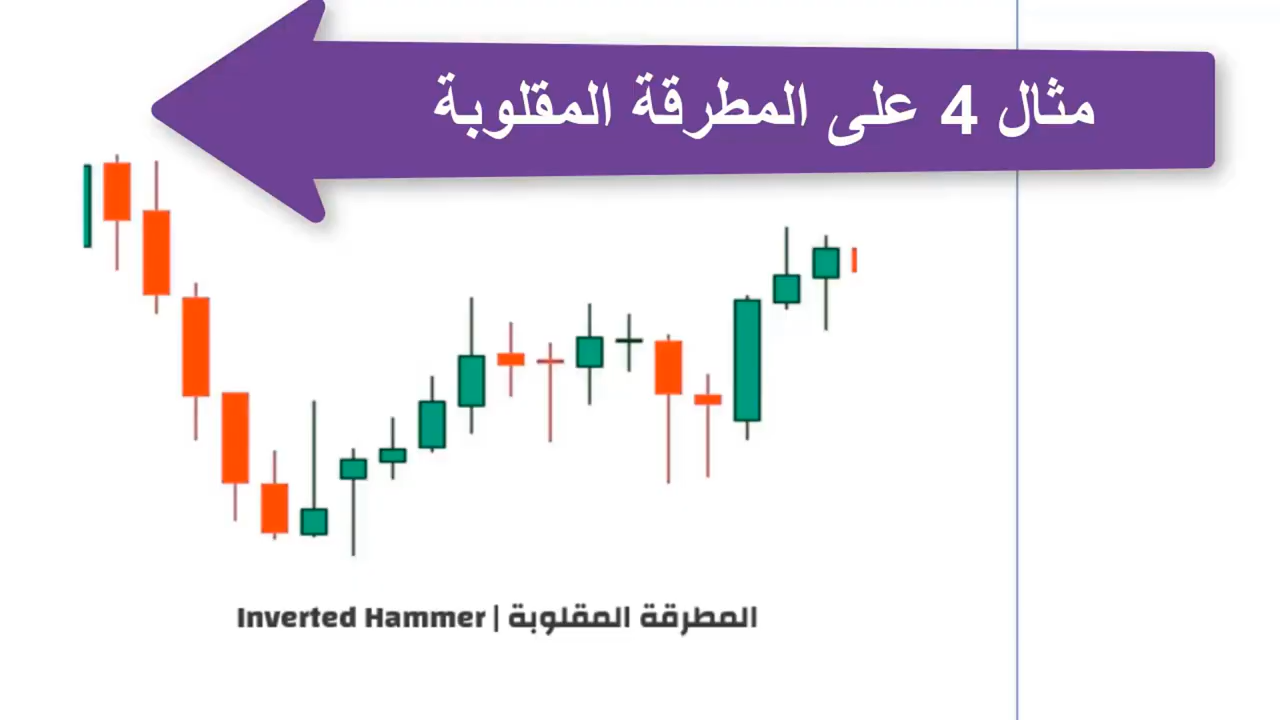 مثال 4 على المطرقة المقلوبة
المطرقة المقلوبة | Inverted Hammer